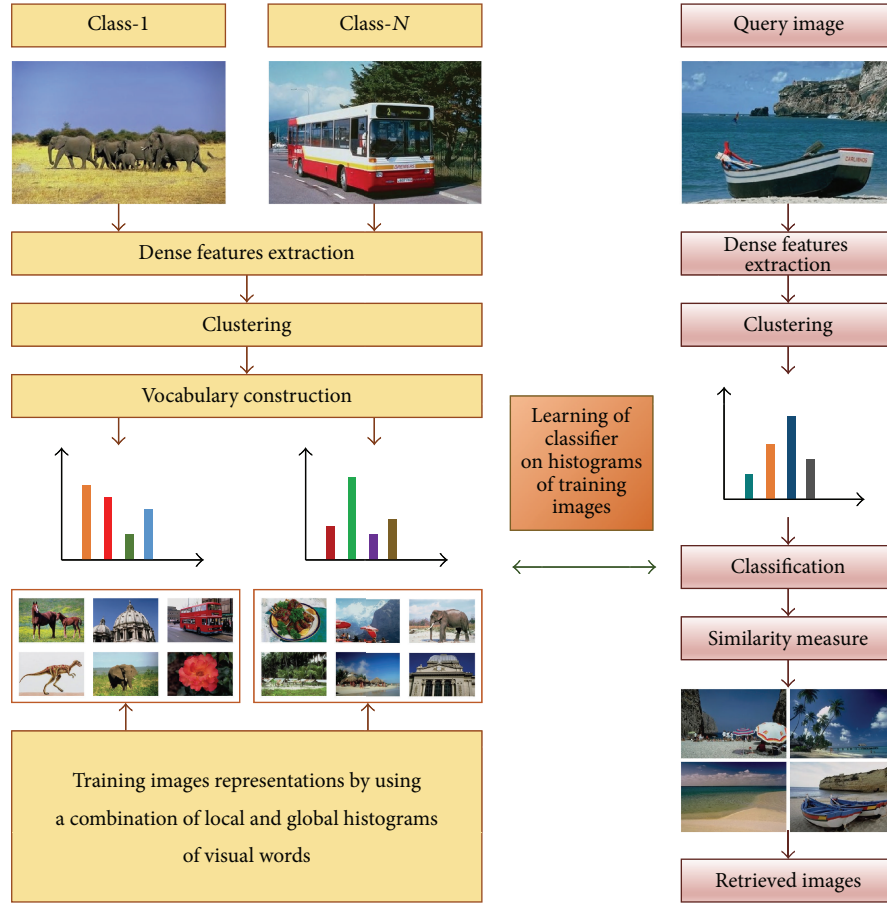 Class-1
Class-N
Query image
Dense features extraction
Dense features
extraction
Clustering
Clustering
Vocabulary construction
Learning of
classifier
on histograms
of training
images
Classification
Similarity measure
Training images representations by using
a combination of local and global histograms
of visual words
Retrieved images